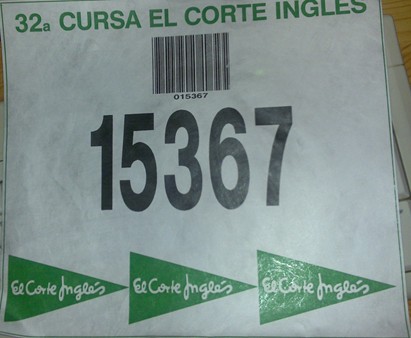 32a CURSA EL CORTE INGLES
015367
15367
El Corte Inglés El Corte Inglés El Corte Inglés